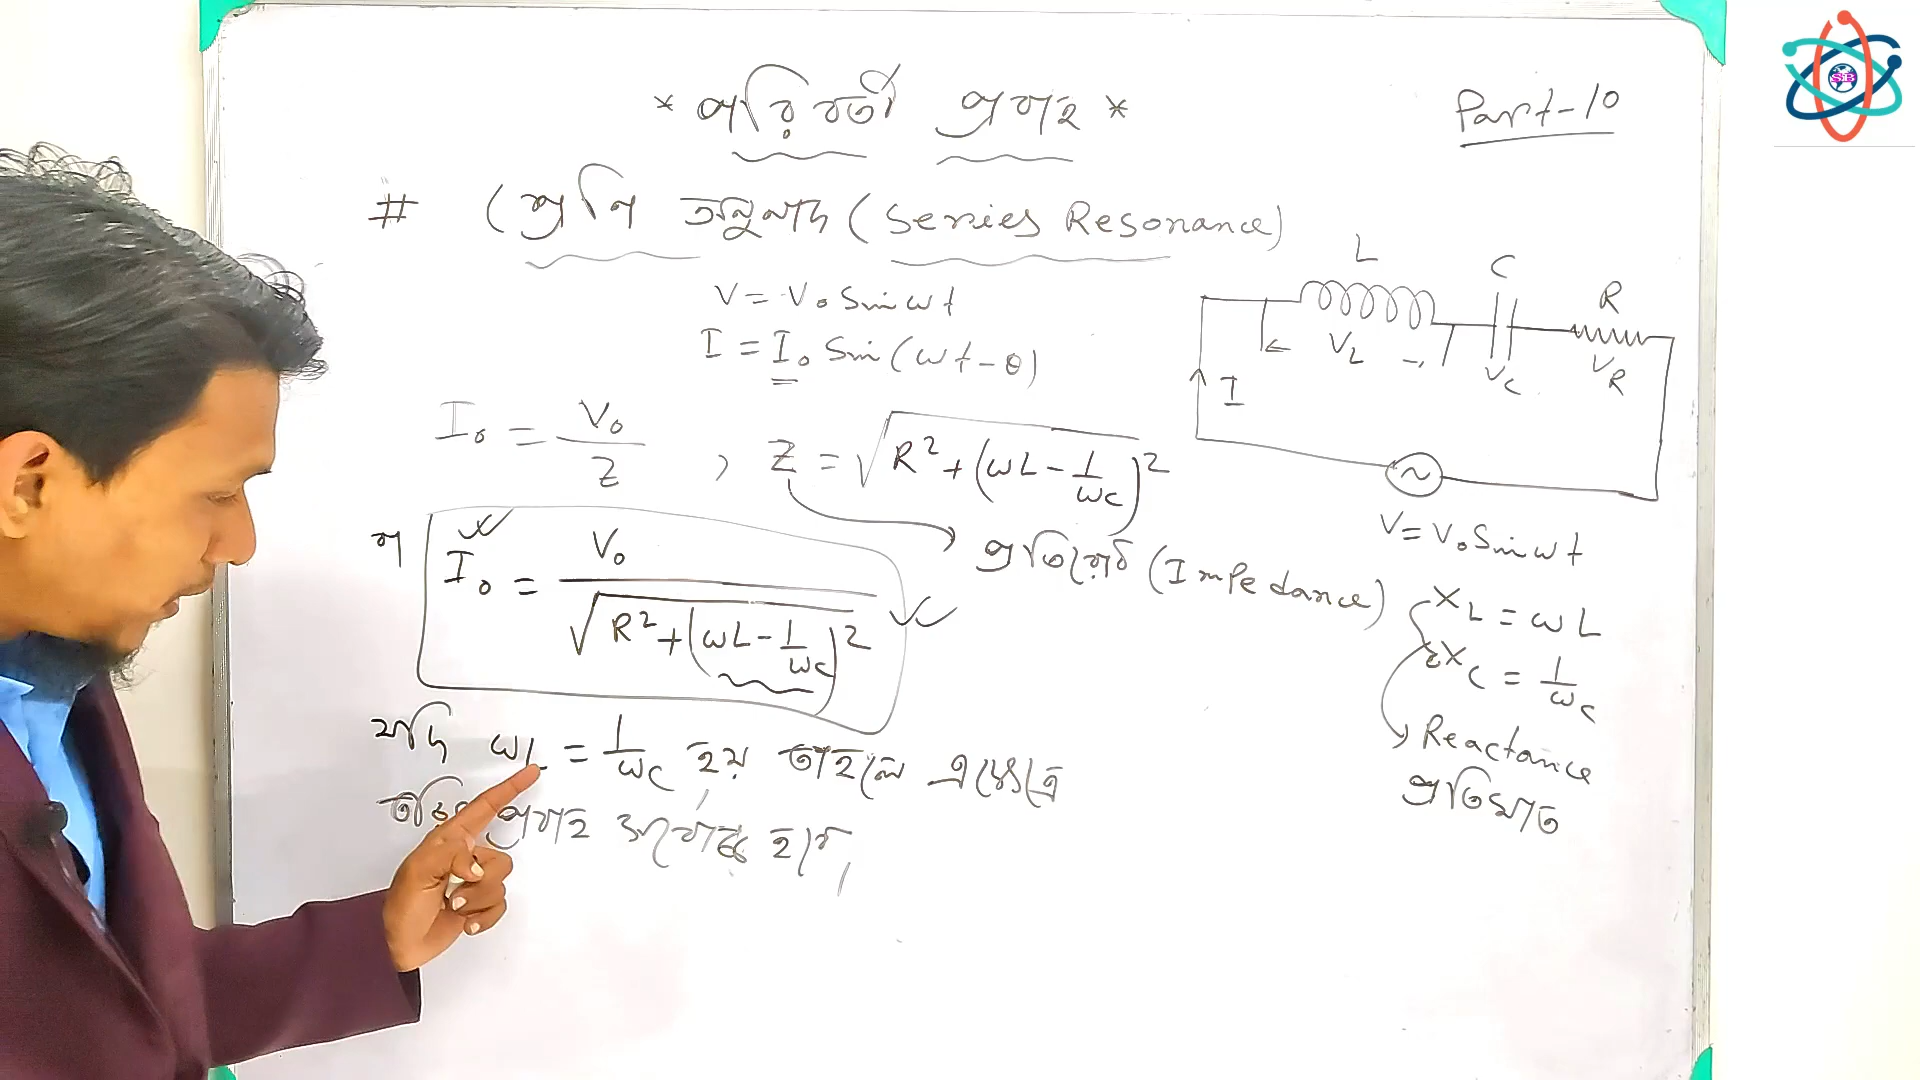 * পরিবর্তী প্রবাহ *
Part-10
# শ্রেণি অনুনাদ (Series Resonance)
V = V₀ Sin ωt
I = I₀ Sin (ωt - θ)
I₀ = V₀/Z , Z = √(R² + (ωL - 1/ωC)²)
বা I₀ = V₀/√(R² + (ωL - 1/ωC)²)
প্রতিরোধ (Impedance)
যদি ωL = 1/ωC হয় তাহলে এক্ষেত্রে
তড়িৎ প্রবাহ সর্বোচ্চ হবে,
L
C
R
V_L
V_C
V_R
I
~
V = V₀ Sin ωt
X_L = ωL
X_C = 1/ωC
Reactance
প্রতিঘাত
SB